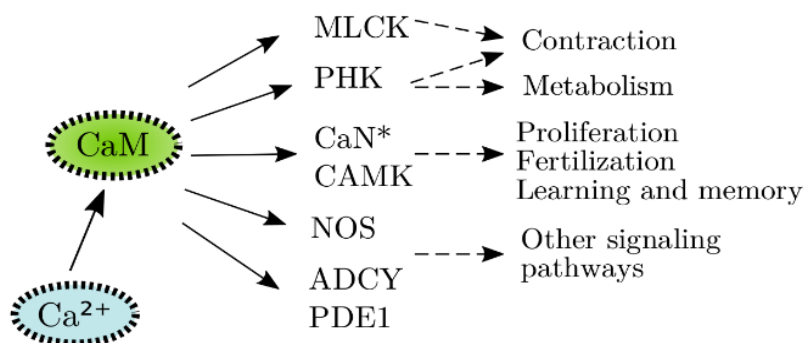 MLCK
Contraction
PHK
Metabolism
CaM
CaN*
CAMK
Proliferation
Fertilization
Learning and memory
NOS
Other signaling
pathways
ADCY
PDE1
Ca²⁺